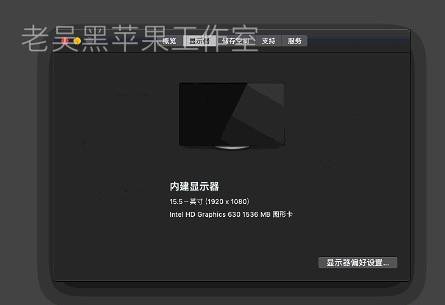 老吴黑苹果工作室
概览 显示器 储存空间 支持 服务
内建显示器
15.5-英寸 (1920 x 1080)
Intel HD Graphics 630 1536 MB 图形卡
显示器偏好设置...